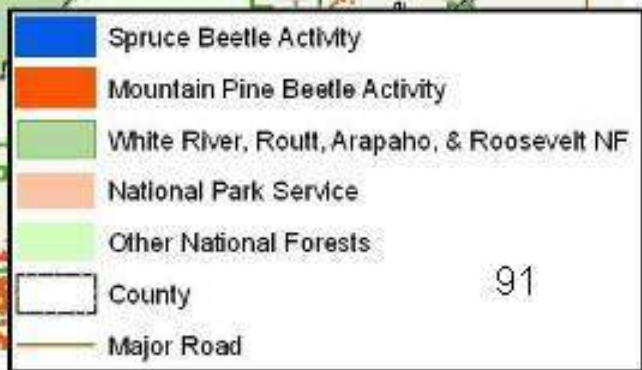 Spruce Beetle Activity
Mountain Pine Beetle Activity
White River, Routt, Arapaho, & Roosevelt NF
National Park Service
Other National Forests
County
91
Major Road